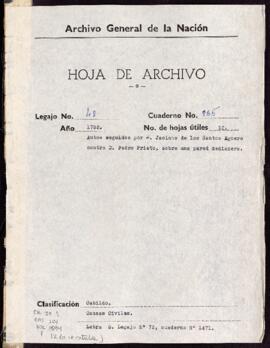 Archivo General de la Nación
HOJA DE ARCHIVO
Legajo No. 48 Cuaderno No.
Año 1782. No. de hojas útiles 12.
Autos seguidos por D. Jacinto de los Santos Agüero
contra D. Pedro Prieto, sobre una pared medianera.
Clasificación Cabildo.
Causas Civiles.
Letra S. Legajo Nº 72, cuaderno Nº 1471.